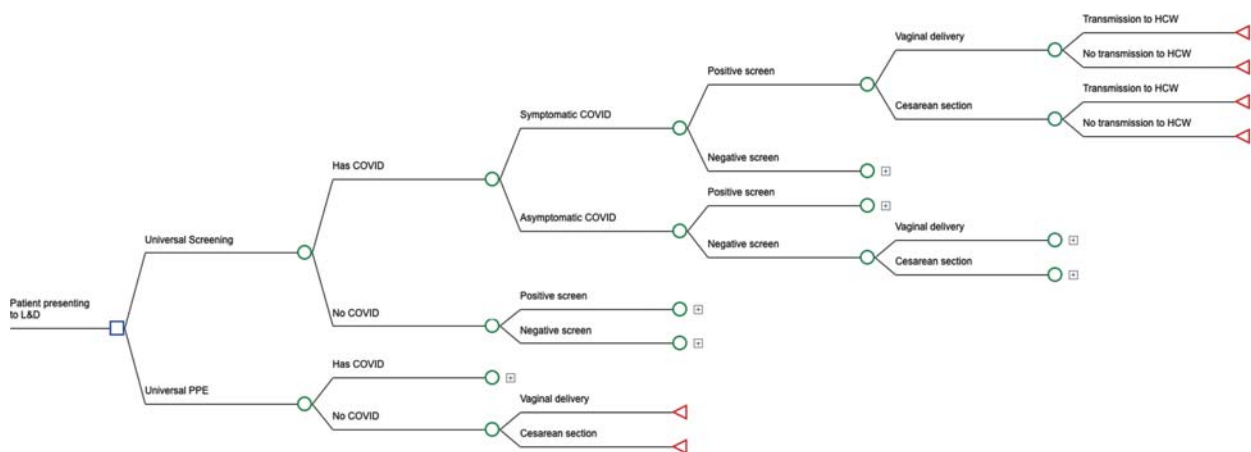 Transmission to HCW
Vaginal delivery
No transmission to HCW
Positive screen
Transmission to HCW
Cesarean section
Symptomatic COVID
No transmission to HCW
Negative screen
Has COVID
Positive screen
Asymptomatic COVID
Vaginal delivery
Universal Screening
Negative screen
Cesarean section
Patient presenting
to L&D
Positive screen
No COVID
Negative screen
Has COVID
Universal PPE
Vaginal delivery
No COVID
Cesarean section